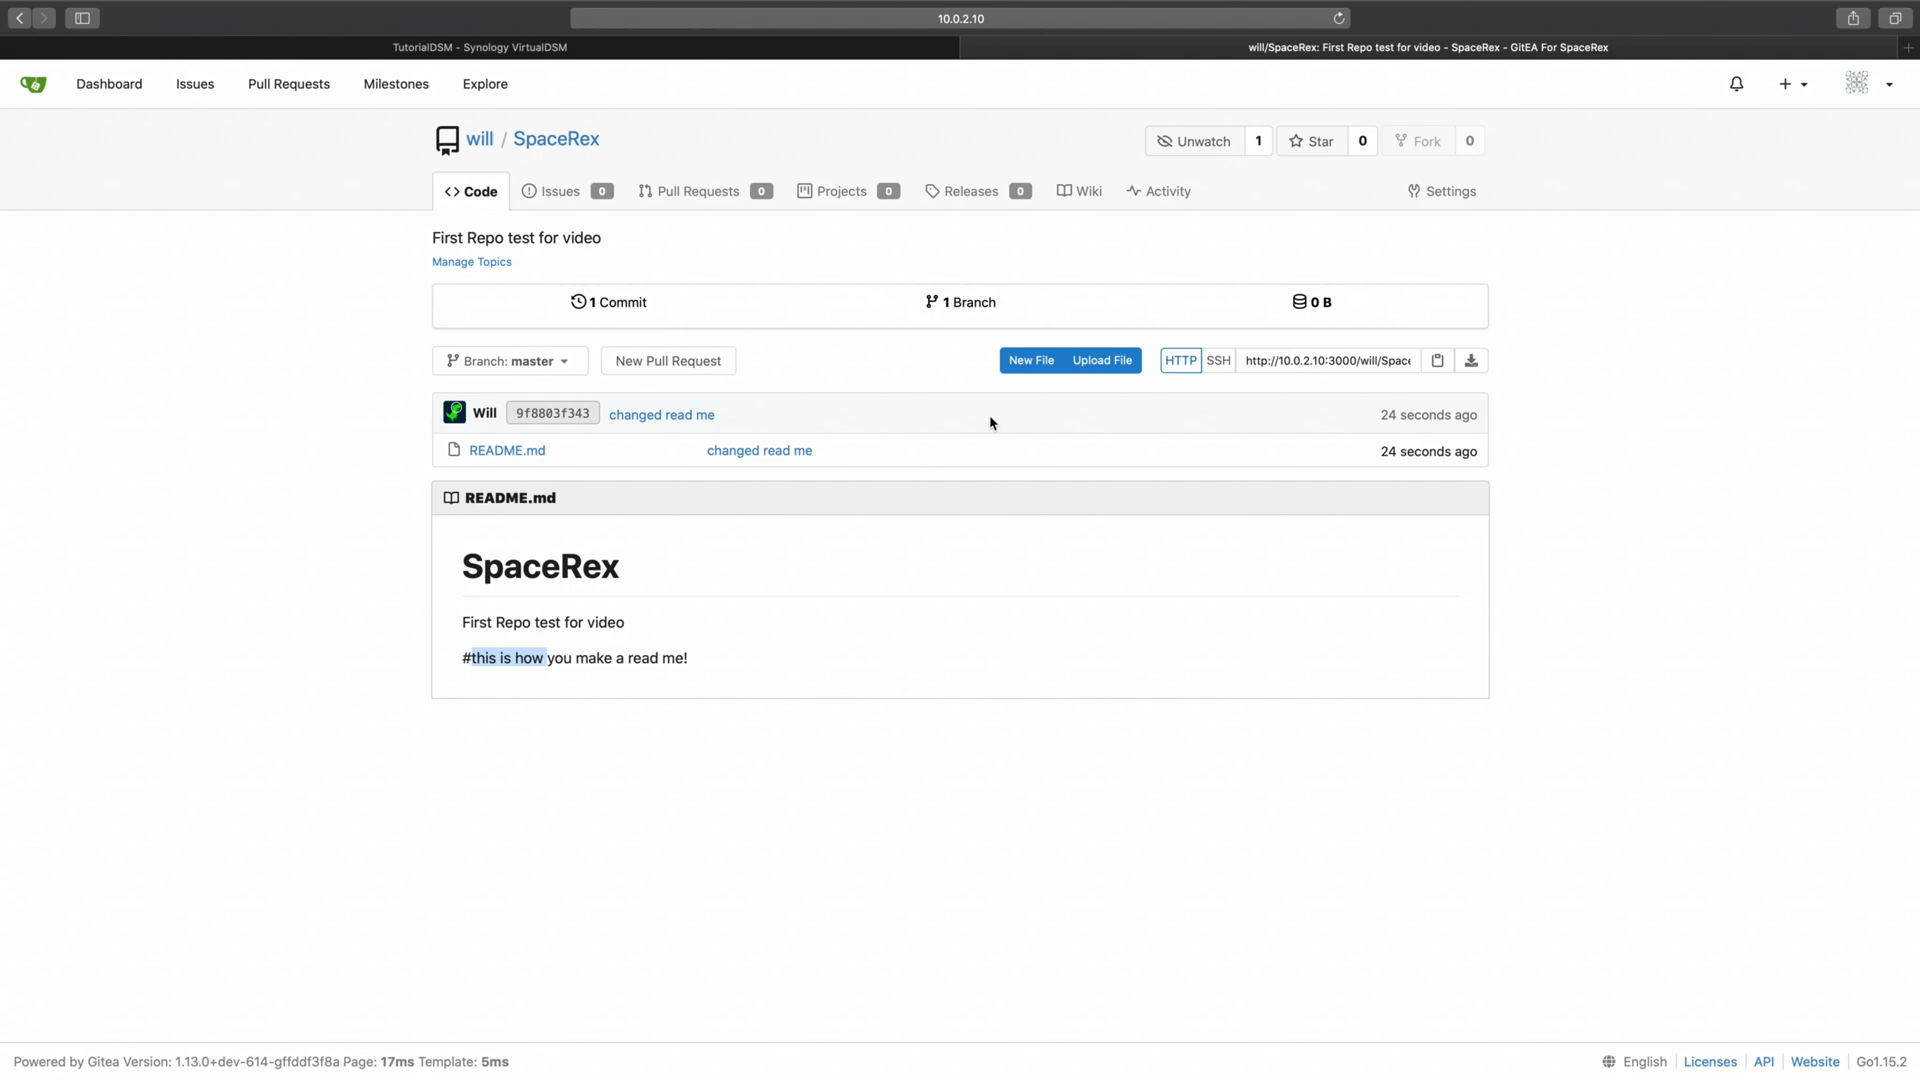 10.0.2.10
TutorialDSM - Synology VirtualDSM
will/SpaceRex: First Repo test for video - SpaceRex - GitEA For SpaceRex
Dashboard Issues Pull Requests Milestones Explore
will / SpaceRex
Unwatch 1 Star 0 Fork 0
Code Issues 0 Pull Requests 0 Projects 0 Releases 0 Wiki Activity Settings
First Repo test for video
Manage Topics
1 Commit 1 Branch 0 B
Branch: master New Pull Request New File Upload File HTTP SSH http://10.0.2.10:3000/will/Space
Will 9f8803f343 changed read me 24 seconds ago
README.md changed read me 24 seconds ago
README.md
SpaceRex
First Repo test for video
#this is how you make a read me!
Powered by Gitea Version: 1.13.0+dev-614-gffddf3f8a Page: 17ms Template: 5ms
English Licenses API Website Go1.15.2